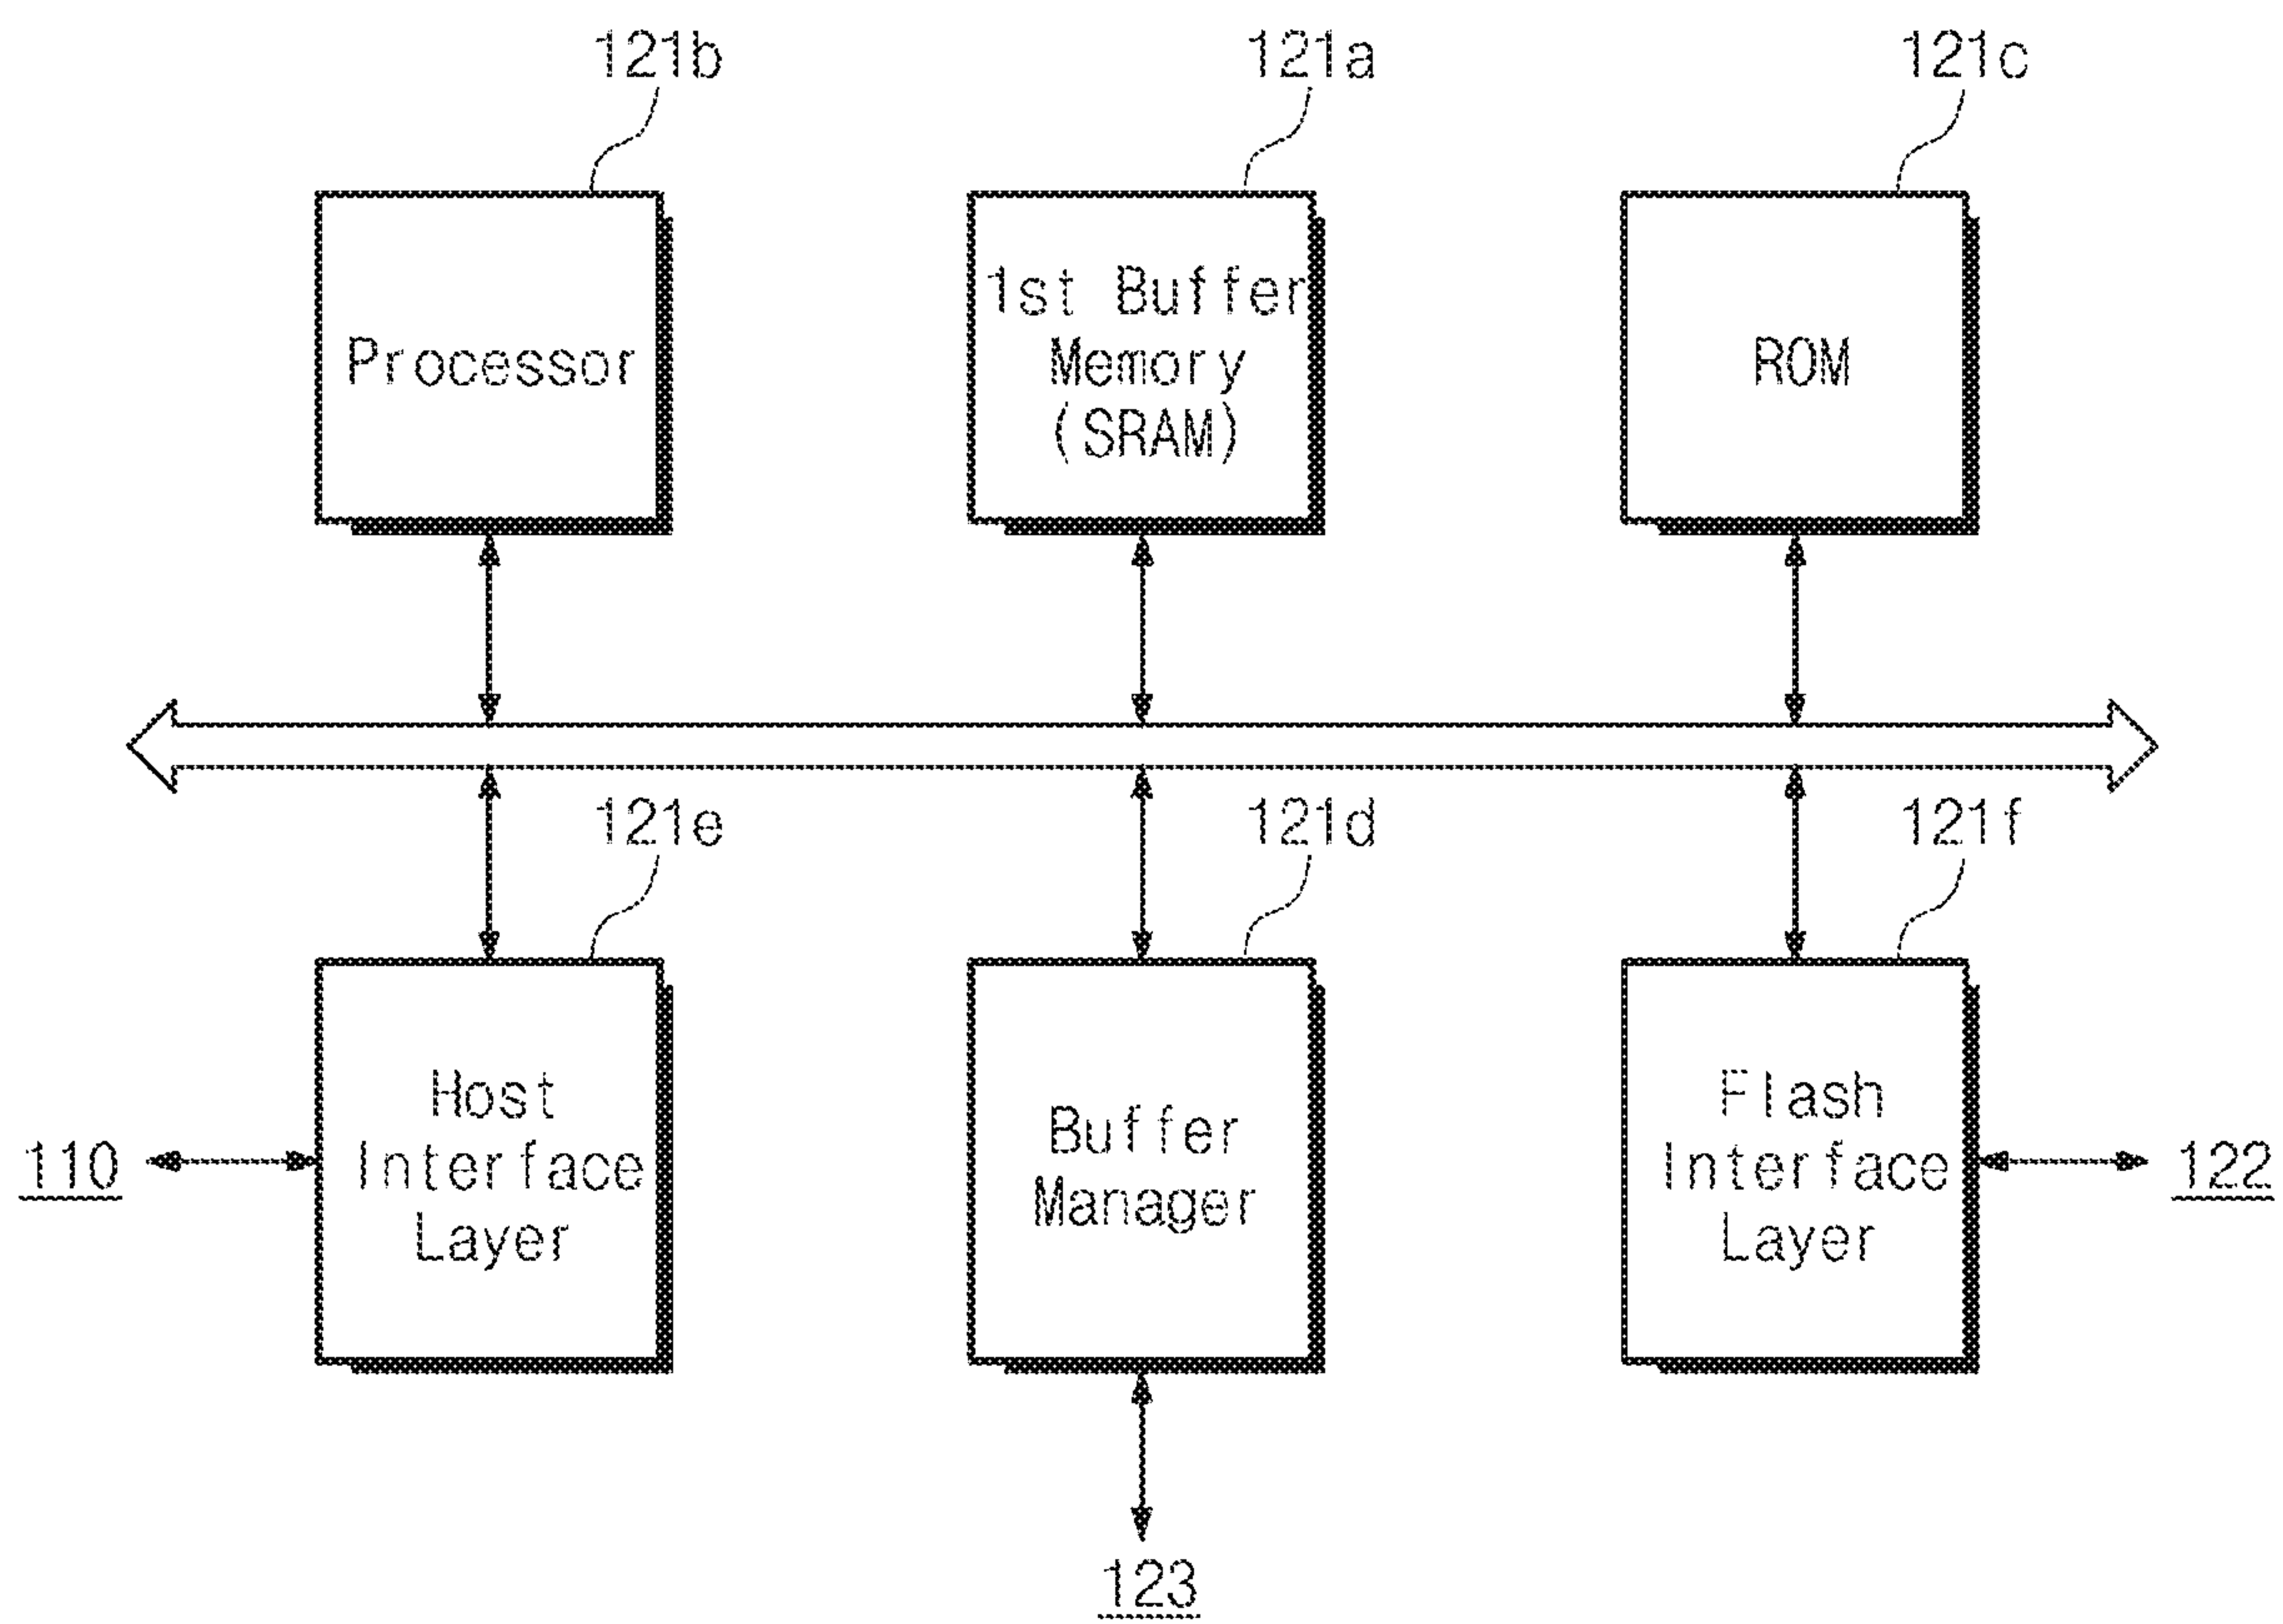 121b
121a
121c
Processor
1st Buffer
Memory
(SRAM)
ROM
121e
121d
121f
110
Host
Interface
Layer
Buffer
Manager
Flash
Interface
Layer
122
123